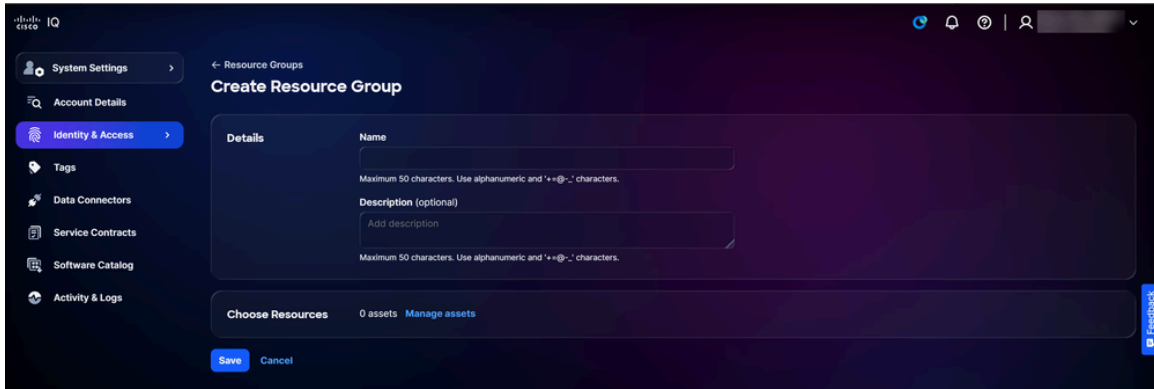 cisco IQ
System Settings
Account Details
Identity & Access
Tags
Data Connectors
Service Contracts
Software Catalog
Activity & Logs
← Resource Groups
Create Resource Group
Details
Name
Maximum 50 characters. Use alphanumeric and '+=@-_' characters.
Description (optional)
Add description
Maximum 50 characters. Use alphanumeric and '+=@-_' characters.
Choose Resources 0 assets Manage assets
Save Cancel
Feedback